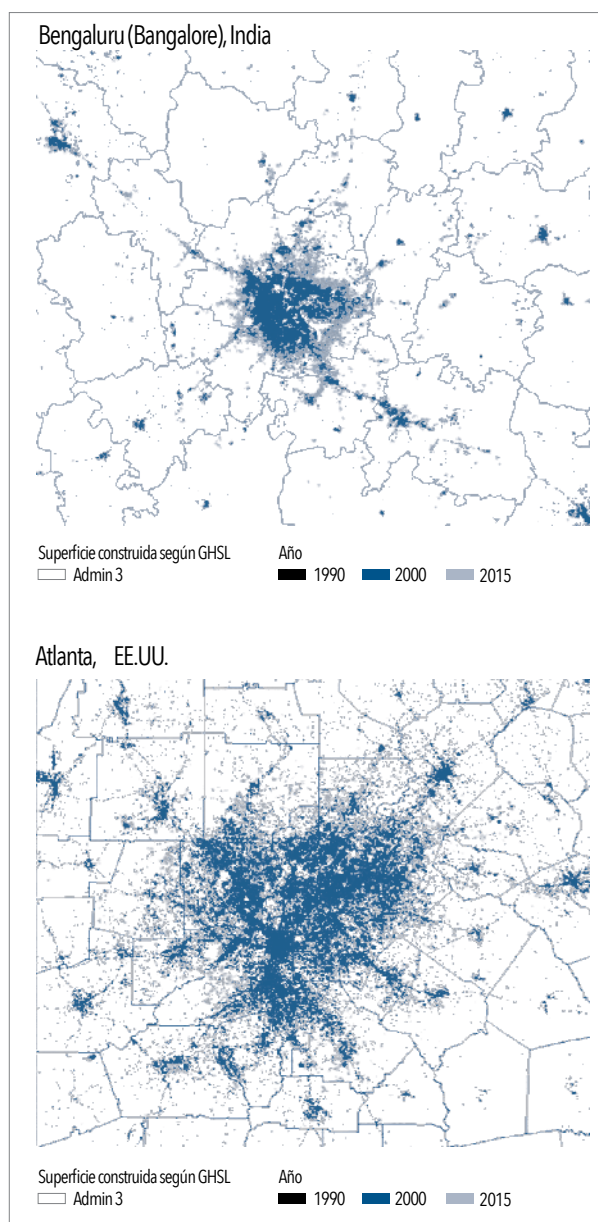 Bengaluru (Bangalore), India
Superficie construida según GHSL Año
Admin 3 1990 2000 2015
Atlanta, EE.UU.
Superficie construida según GHSL Año
Admin 3 1990 2000 2015